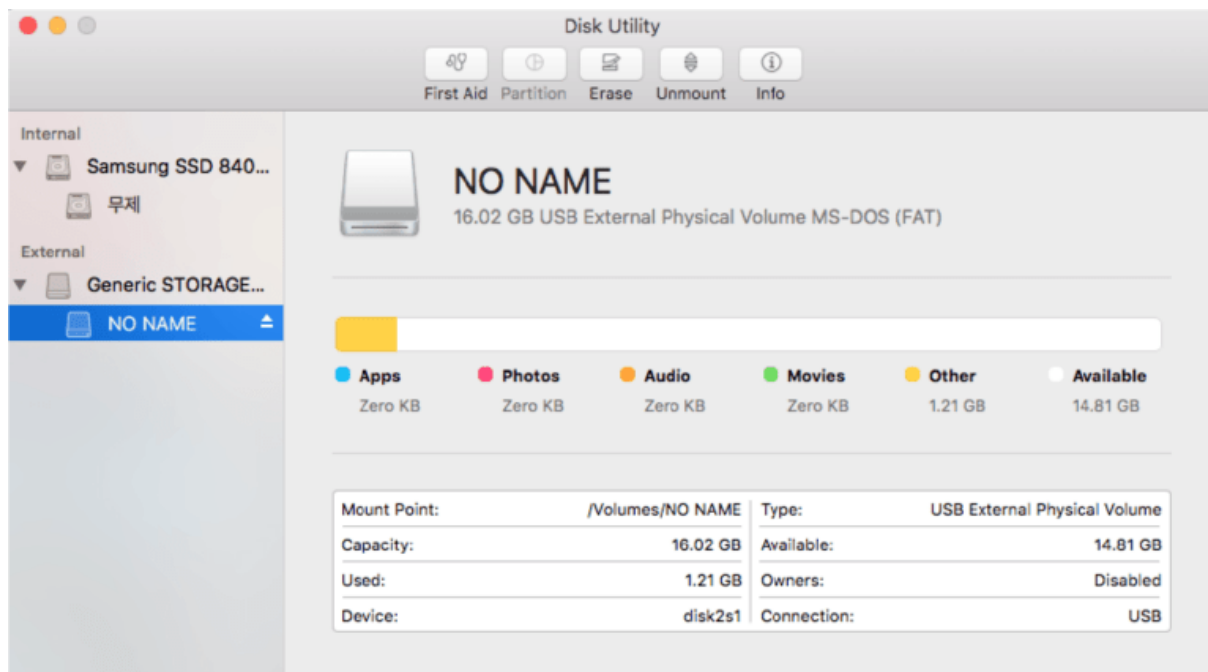 Disk Utility
First Aid Partition Erase Unmount Info
Internal
Samsung SSD 840...
무제
External
Generic STORAGE...
NO NAME
NO NAME
16.02 GB USB External Physical Volume MS-DOS (FAT)
Apps Photos Audio Movies Other Available
Zero KB Zero KB Zero KB Zero KB 1.21 GB 14.81 GB
Mount Point: /Volumes/NO NAME Type: USB External Physical Volume
Capacity: 16.02 GB Available: 14.81 GB
Used: 1.21 GB Owners: Disabled
Device: disk2s1 Connection: USB